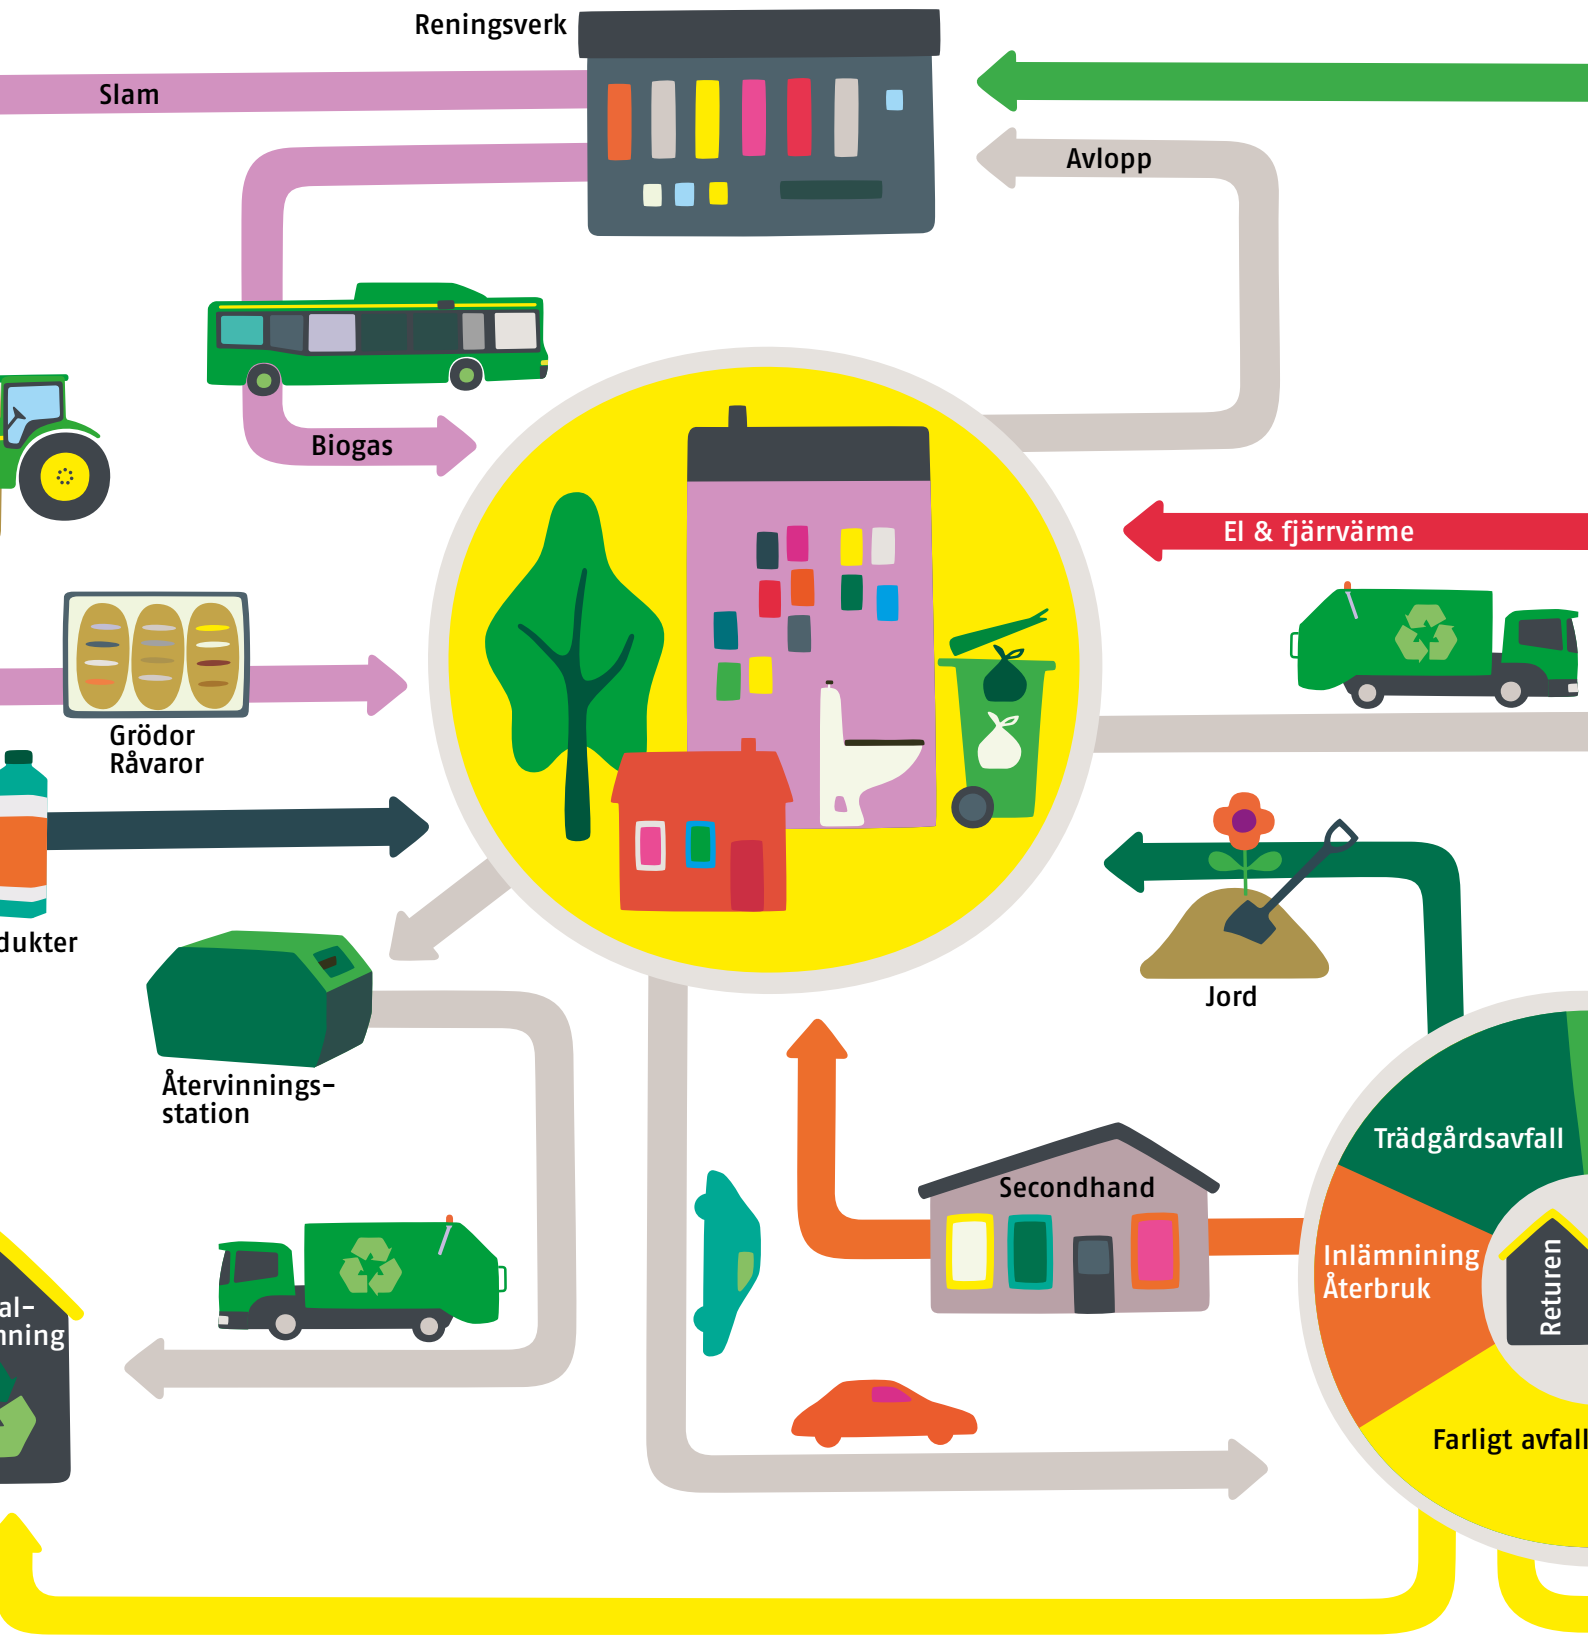 Reningsverk
Slam
Avlopp
Biogas
El & fjärrvärme
Grödor
Råvaror
dukter
Jord
Återvinnings-
station
Trädgårdsavfall
Secondhand
Inlämnining
Återbruk
Returen
al-
nning
Farligt avfall